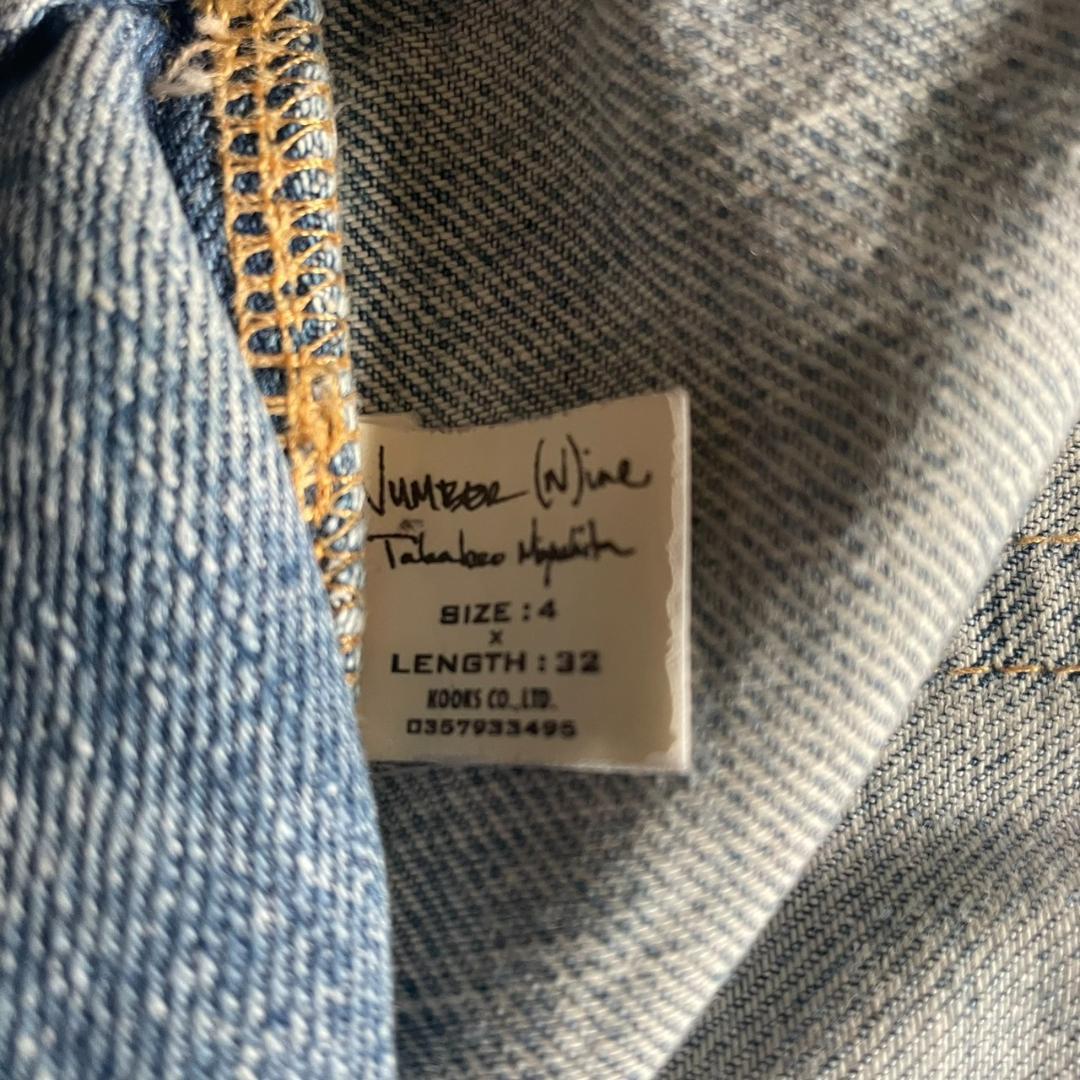 NUMBER (N)ine
Takahiro Miyashita
SIZE : 4
X
LENGTH : 32
KOOKS CO., LTD.
0357933495